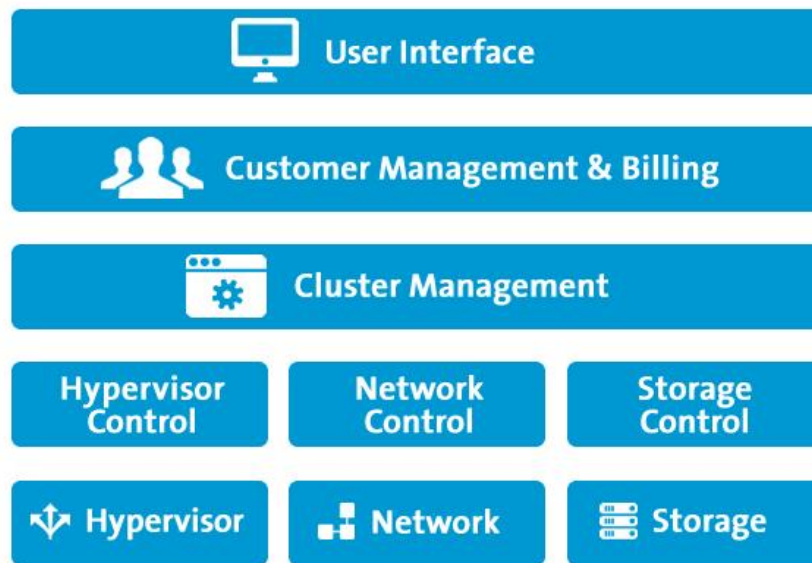 User Interface
Customer Management & Billing
Cluster Management
Hypervisor
Control
Network
Control
Storage
Control
Hypervisor
Network
Storage